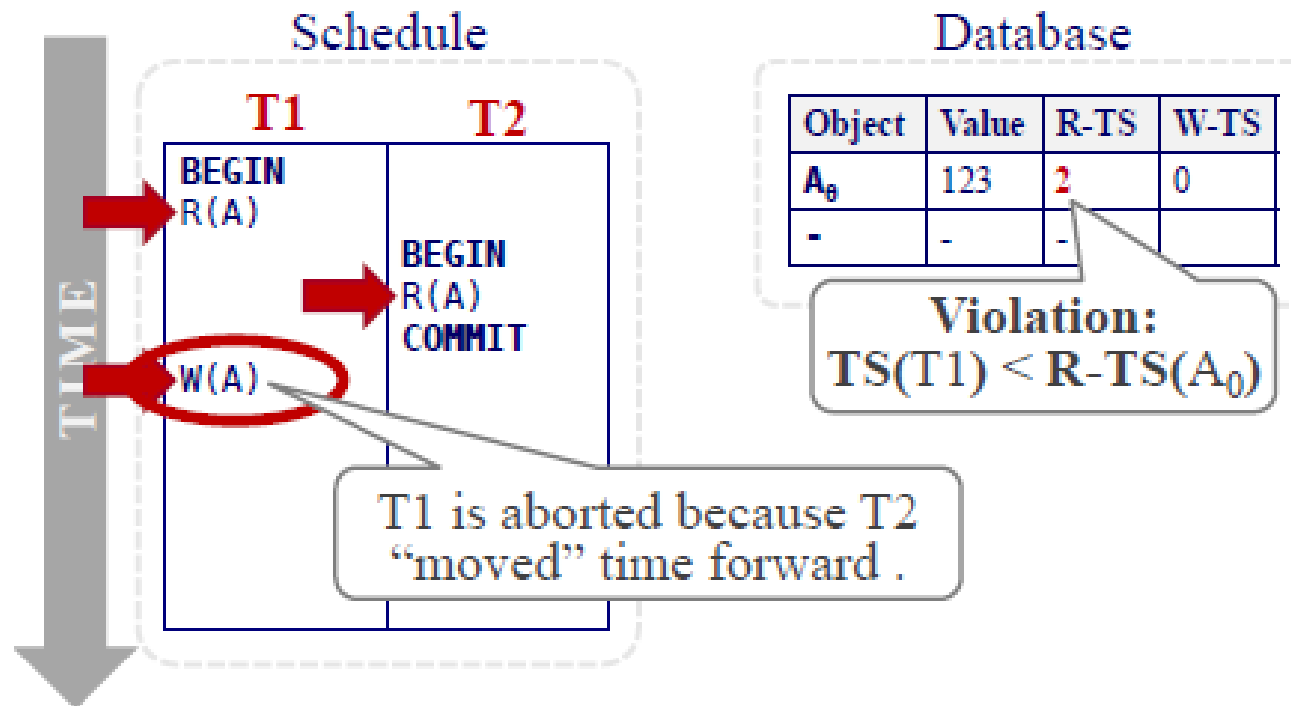 Schedule
Database
TIME
T1 T2
BEGIN
R(A)
BEGIN
R(A)
COMMIT
W(A)
Object Value R-TS W-TS
A₀ 123 2 0
- - -
Violation:
TS(T1) < R-TS(A₀)
T1 is aborted because T2
“moved” time forward .